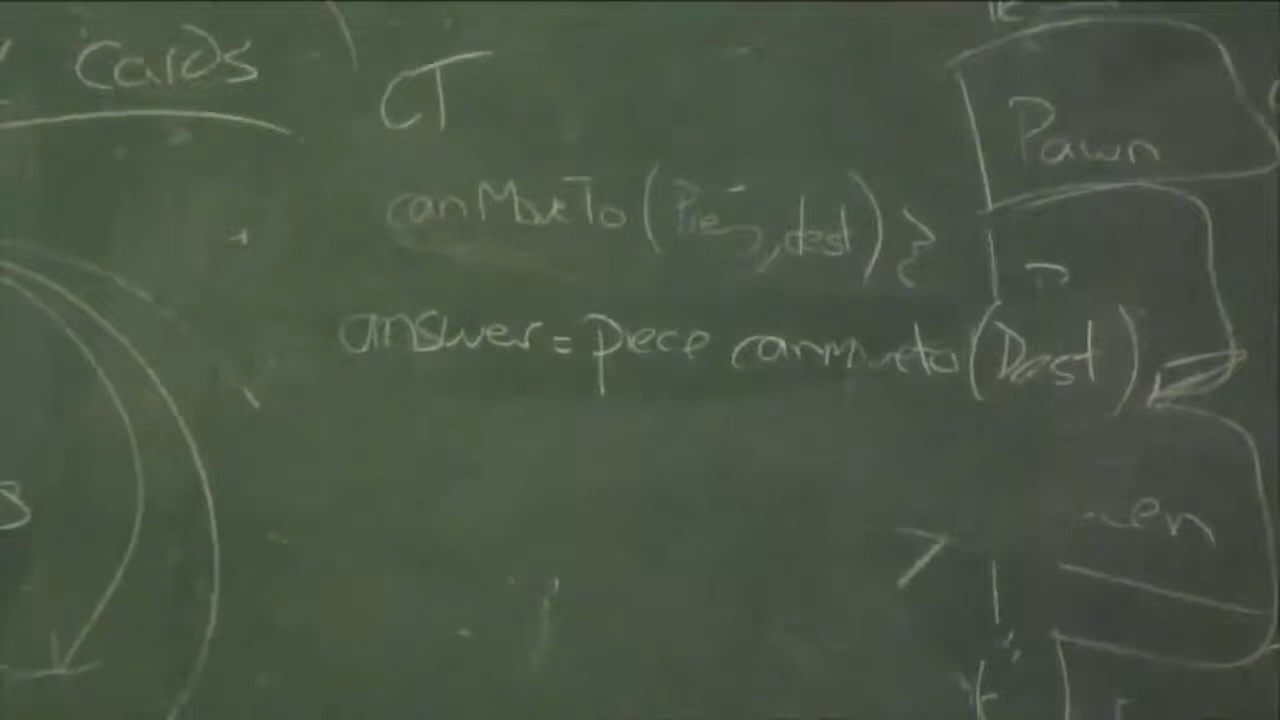 Cards
CT
canMoveTo(Piece, dest) }
answer = piece canmoveto(Dest)
Pawn